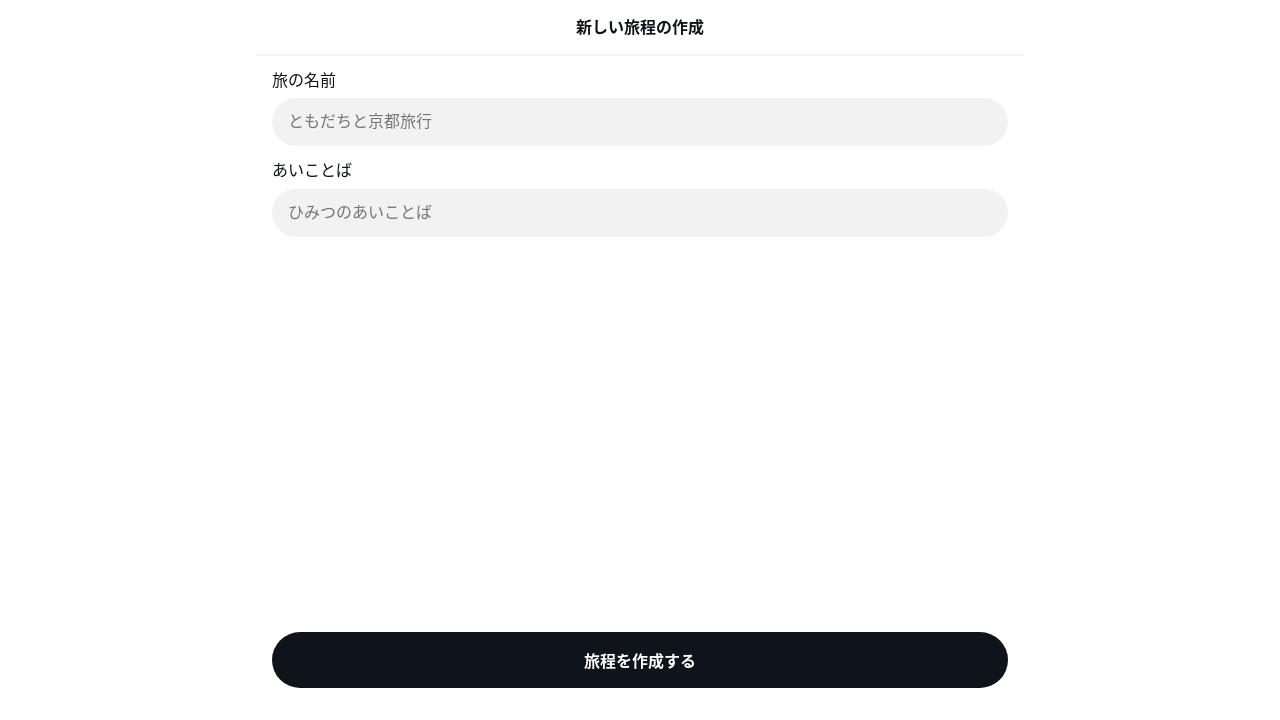 新しい旅程の作成
旅の名前
ともだちと京都旅行
あいことば
ひみつのあいことば
旅程を作成する